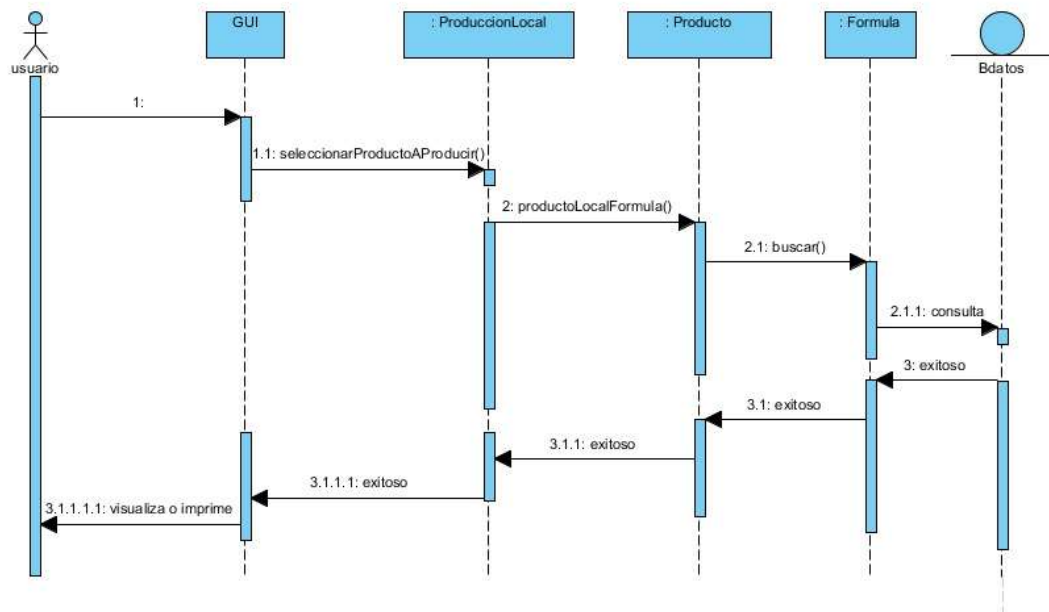 GUI
: ProduccionLocal
: Producto
: Formula
usuario
Bdatos
1:
1.1: seleccionarProductoAProducir()
2: productoLocalFormula()
2.1: buscar()
2.1.1: consulta
3: exitoso
3.1: exitoso
3.1.1: exitoso
3.1.1.1: exitoso
3.1.1.1.1: visualiza o imprime